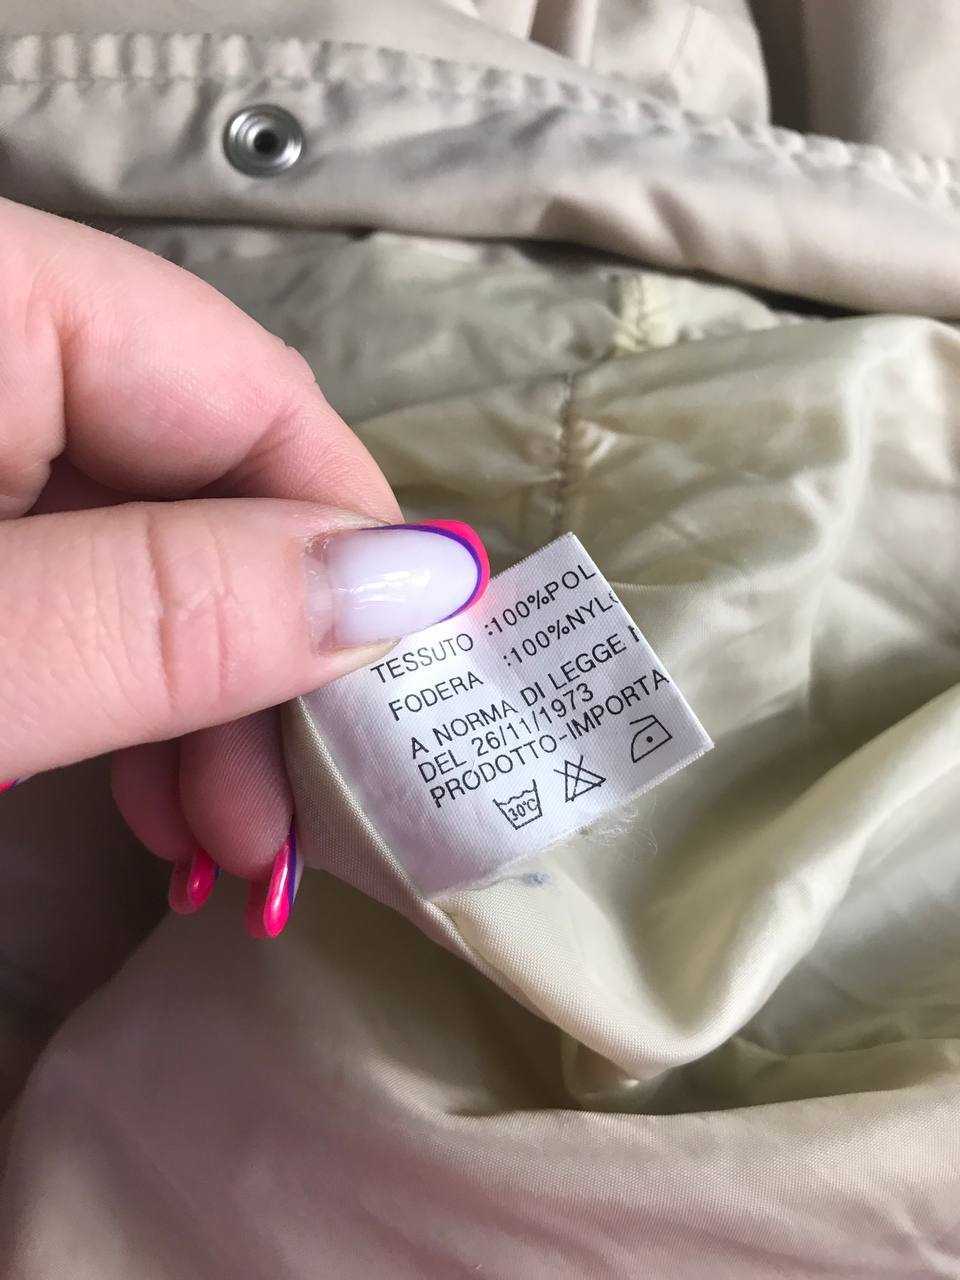 TESSUTO :100%POL
FODERA :100%NYL
A NORMA DI LEGGE
DEL 26/11/1973
PRODOTTO-IMPORTA
30°C